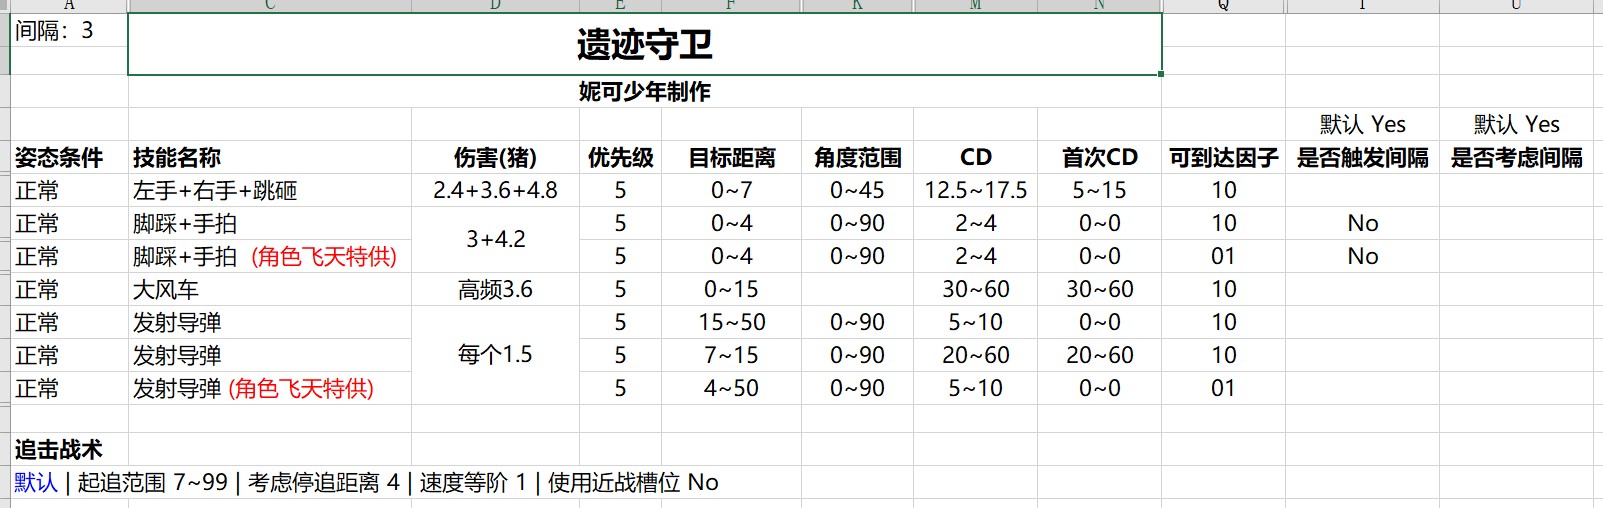 A C D E F K M N Q T U
间隔：3
遗迹守卫
妮可少年制作
默认 Yes 默认 Yes
姿态条件 技能名称 伤害(猪) 优先级 目标距离 角度范围 CD 首次CD 可到达因子 是否触发间隔 是否考虑间隔
正常 左手+右手+跳砸 2.4+3.6+4.8 5 0~7 0~45 12.5~17.5 5~15 10
正常 脚踩+手拍 5 0~4 0~90 2~4 0~0 10 No
3+4.2
正常 脚踩+手拍 (角色飞天特供) 5 0~4 0~90 2~4 0~0 01 No
正常 大风车 高频3.6 5 0~15 30~60 30~60 10
正常 发射导弹 5 15~50 0~90 5~10 0~0 10
正常 发射导弹 每个1.5 5 7~15 0~90 20~60 20~60 10
正常 发射导弹 (角色飞天特供) 5 4~50 0~90 5~10 0~0 01
追击战术
默认 | 起追范围 7~99 | 考虑停追距离 4 | 速度等阶 1 | 使用近战槽位 No